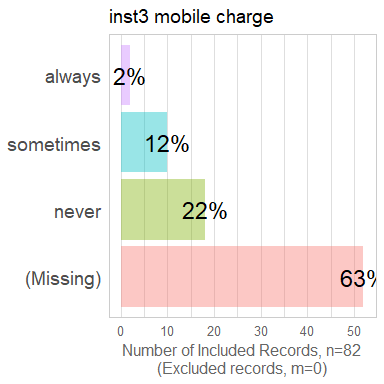 inst3 mobile charge
always
2%
sometimes
12%
never
22%
(Missing)
63%
0 10 20 30 40 50
Number of Included Records, n=82
(Excluded records, m=0)